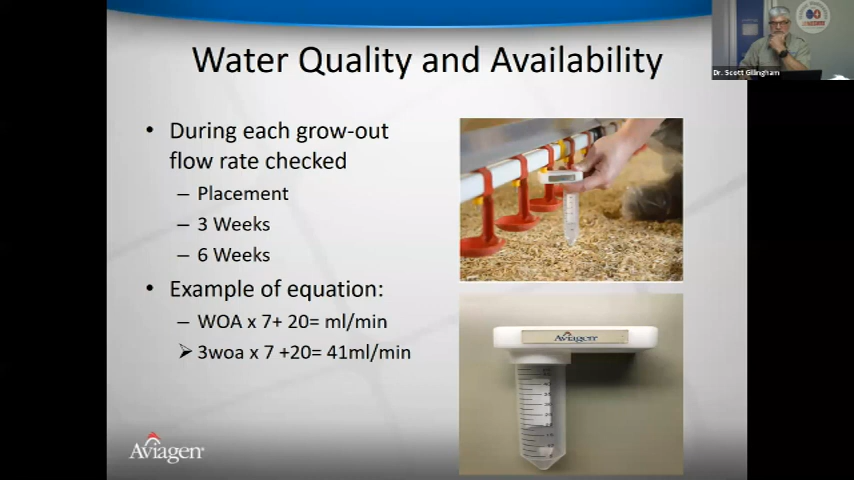 Water Quality and Availability
Dr. Scott Gilingham
• During each grow-out
flow rate checked
– Placement
– 3 Weeks
– 6 Weeks
• Example of equation:
– WOA x 7+ 20= ml/min
➢ 3woa x 7 +20= 41ml/min
Aviagen
Aviagen